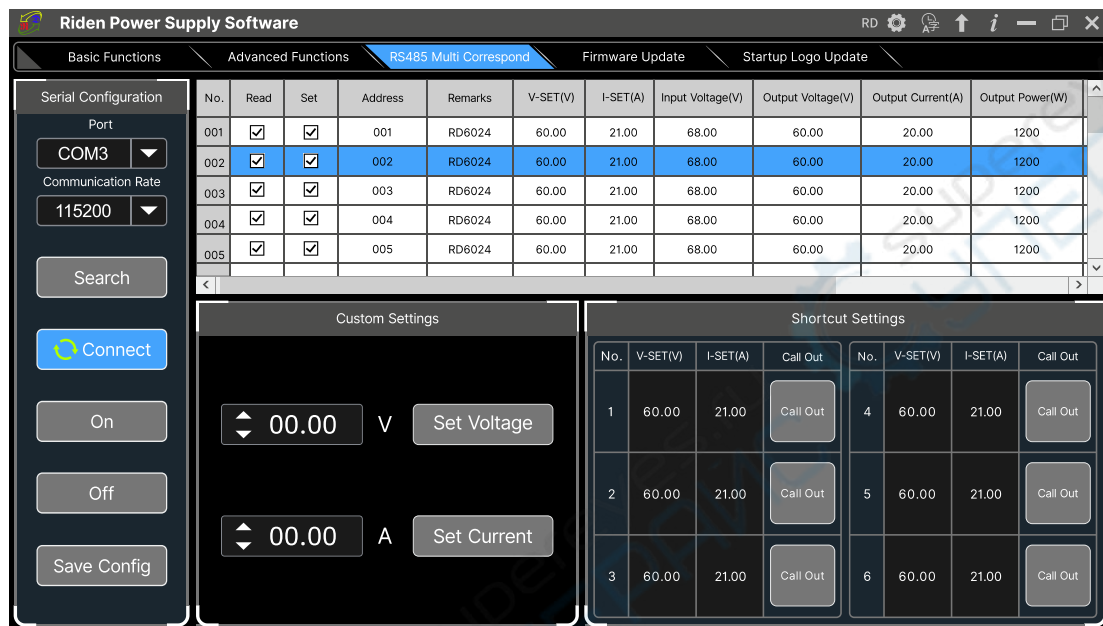 Riden Power Supply Software RD
Basic Functions Advanced Functions RS485 Multi Correspond Firmware Update Startup Logo Update
Serial Configuration
Port
COM3
Communication Rate
115200
Search
Connect
On
Off
Save Config
No. Read Set Address Remarks V-SET(V) I-SET(A) Input Voltage(V) Output Voltage(V) Output Current(A) Output Power(W)
001 001 RD6024 60.00 21.00 68.00 60.00 20.00 1200
002 002 RD6024 60.00 21.00 68.00 60.00 20.00 1200
003 003 RD6024 60.00 21.00 68.00 60.00 20.00 1200
004 004 RD6024 60.00 21.00 68.00 60.00 20.00 1200
005 005 RD6024 60.00 21.00 68.00 60.00 20.00 1200
Custom Settings
00.00 V Set Voltage
00.00 A Set Current
Shortcut Settings
No. V-SET(V) I-SET(A) Call Out No. V-SET(V) I-SET(A) Call Out
1 60.00 21.00 Call Out 4 60.00 21.00 Call Out
2 60.00 21.00 Call Out 5 60.00 21.00 Call Out
3 60.00 21.00 Call Out 6 60.00 21.00 Call Out